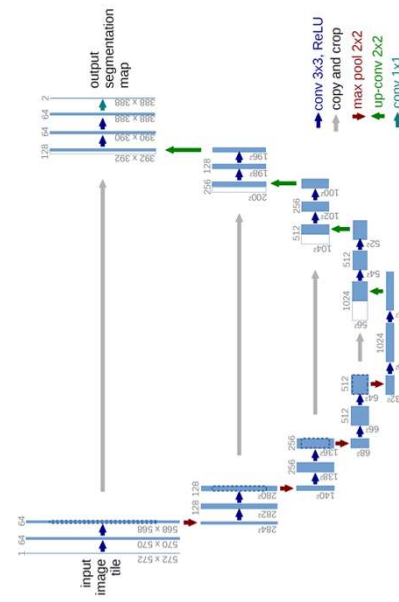 input
image
tile
1
64
64
572 x 572
570 x 570
568 x 568
128
64
64
2
392 x 392
390 x 390
388 x 388
388 x 388
output
segmentation
map
128
128
284²
282²
280²
256
128
200²
198²
196²
256
256
140²
138²
136²
512
256
104²
102²
100²
512
512
68²
66²
64²
1024
512
56²
54²
52²
1024
32²
conv 3x3, ReLU
copy and crop
max pool 2x2
up-conv 2x2
conv 1x1